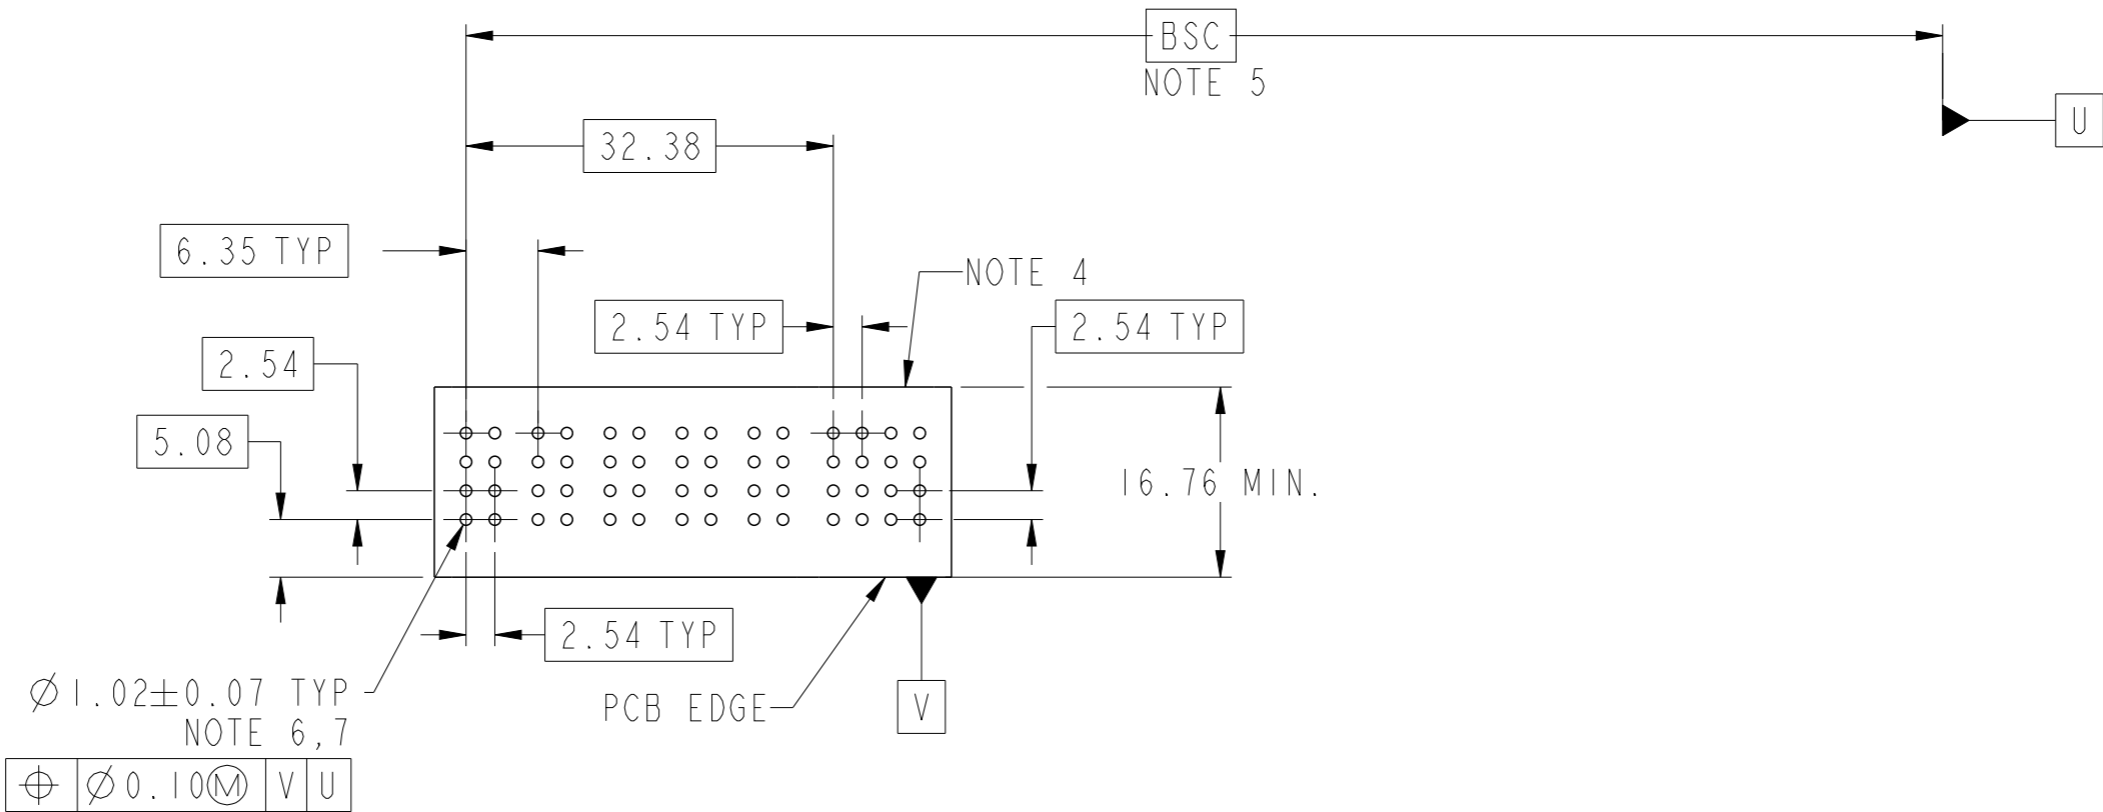 BSC
NOTE 5
U
32.38
6.35 TYP
NOTE 4
2.54 TYP
2.54 TYP
2.54
5.08
16.76 MIN.
2.54 TYP
Ø1.02±0.07 TYP
NOTE 6,7
PCB EDGE
V
⌖ Ø0.10Ⓜ V U